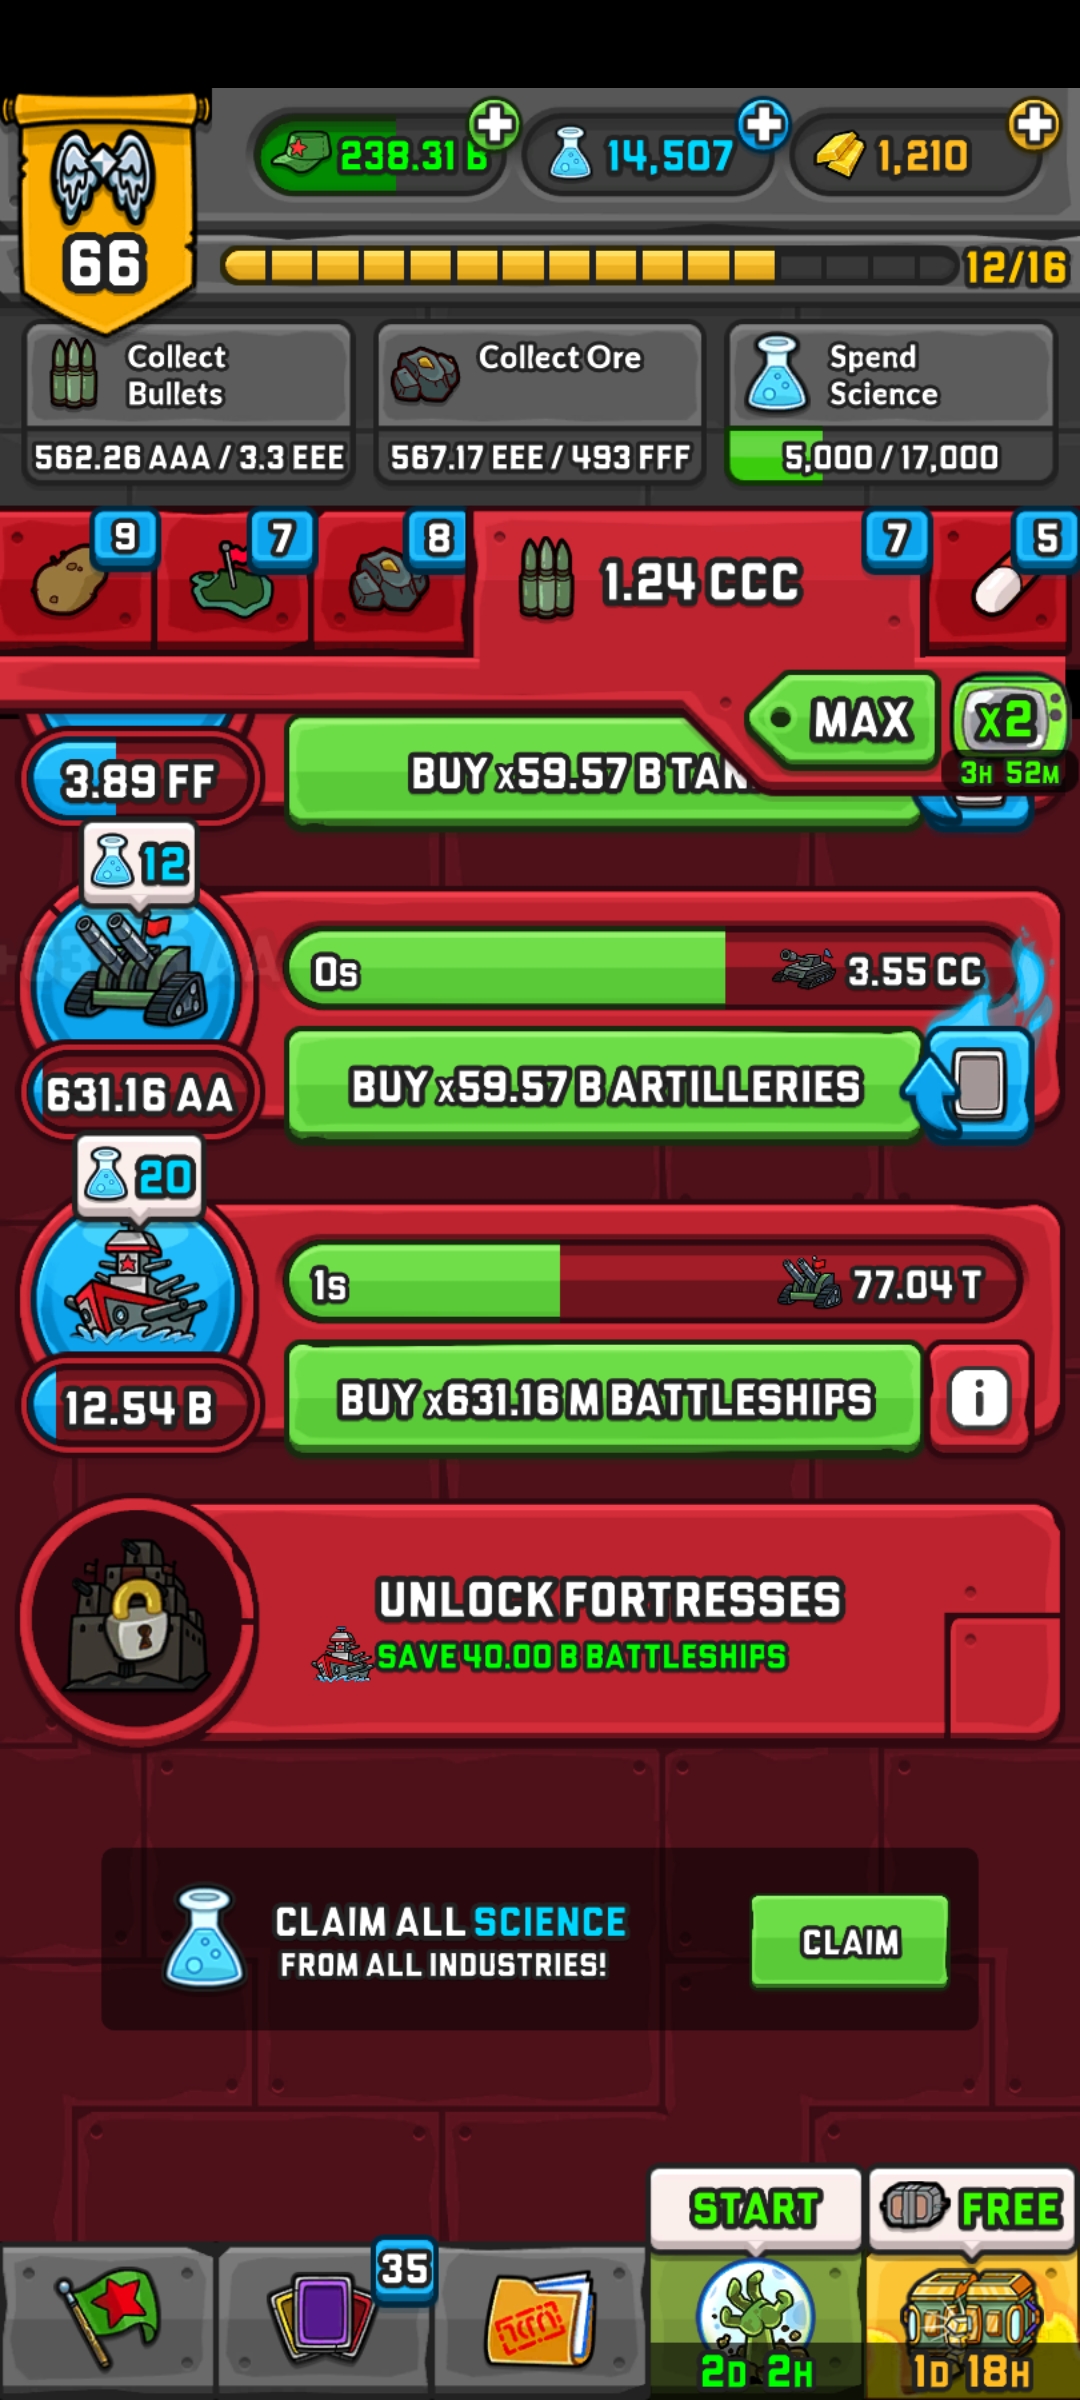 66
238.31 B
14,507
1,210
12/16
Collect
Bullets
562.26 AAA / 3.3 EEE
Collect Ore
567.17 EEE / 493 FFF
Spend
Science
5,000 / 17,000
9
7
8
1.24 CCC
7
5
MAX
x2
3H 52M
3.89 FF
BUY x59.57 B TAN
12
0s
3.55 CC
631.16 AA
BUY x59.57 B ARTILLERIES
20
1s
77.04 T
12.54 B
BUY x631.16 M BATTLESHIPS
i
UNLOCK FORTRESSES
SAVE 40.00 B BATTLESHIPS
CLAIM ALL SCIENCE
FROM ALL INDUSTRIES!
CLAIM
START
FREE
35
2D 2H
1D 18H